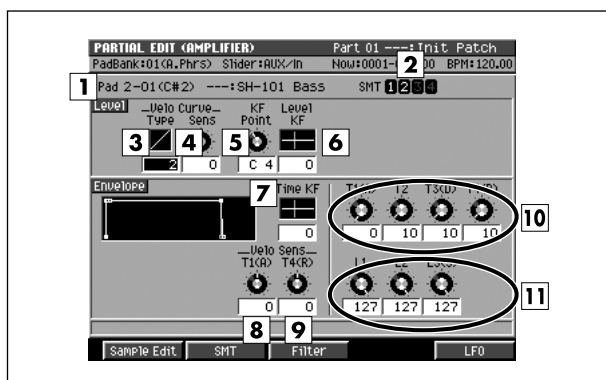 PARTIAL EDIT (AMPLIFIER) Part 01 ---:Init Patch
PadBank:01(A.Phrs) Slider:AUX/In Now:0001- 00 BPM:120.00
2
1 Pad 2-01(C#2) ---:SH-101 Bass SMT 1 2 3 4
Level Velo Curve KF Level
Type Sens Point KF
3 4 5 6
2 0 C 4 0
Envelope 7 Time KF T2
10
0 0 10 10 10
Velo Sens
T1(A) T4(R)
11
0 0 127 127 127
8 9
Sample Edit SMT Filter LFO